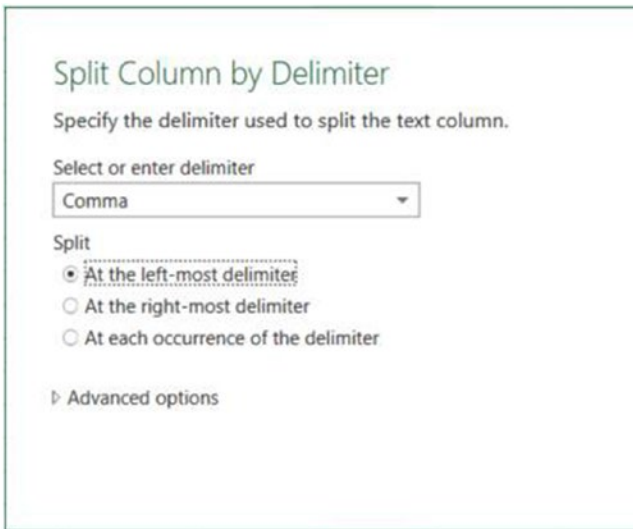 Split Column by Delimiter
Specify the delimiter used to split the text column.
Select or enter delimiter
Comma
Split
At the left-most delimiter
At the right-most delimiter
At each occurrence of the delimiter
Advanced options